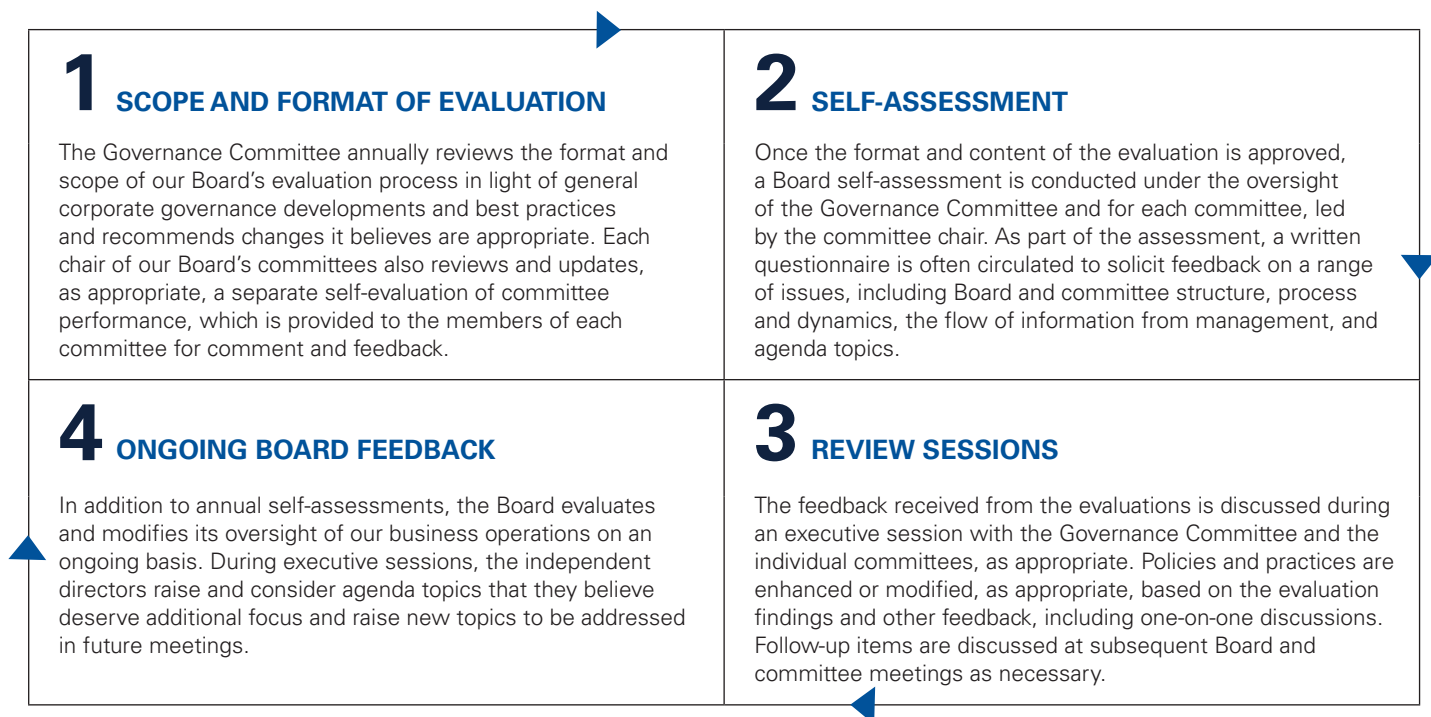 1 SCOPE AND FORMAT OF EVALUATION
The Governance Committee annually reviews the format and
scope of our Board's evaluation process in light of general
corporate governance developments and best practices
and recommends changes it believes are appropriate. Each
chair of our Board's committees also reviews and updates,
as appropriate, a separate self-evaluation of committee
performance, which is provided to the members of each
committee for comment and feedback.
2 SELF-ASSESSMENT
Once the format and content of the evaluation is approved,
a Board self-assessment is conducted under the oversight
of the Governance Committee and for each committee, led
by the committee chair. As part of the assessment, a written
questionnaire is often circulated to solicit feedback on a range
of issues, including Board and committee structure, process
and dynamics, the flow of information from management, and
agenda topics.
3 REVIEW SESSIONS
The feedback received from the evaluations is discussed during
an executive session with the Governance Committee and the
individual committees, as appropriate. Policies and practices are
enhanced or modified, as appropriate, based on the evaluation
findings and other feedback, including one-on-one discussions.
Follow-up items are discussed at subsequent Board and
committee meetings as necessary.
4 ONGOING BOARD FEEDBACK
In addition to annual self-assessments, the Board evaluates
and modifies its oversight of our business operations on an
ongoing basis. During executive sessions, the independent
directors raise and consider agenda topics that they believe
deserve additional focus and raise new topics to be addressed
in future meetings.